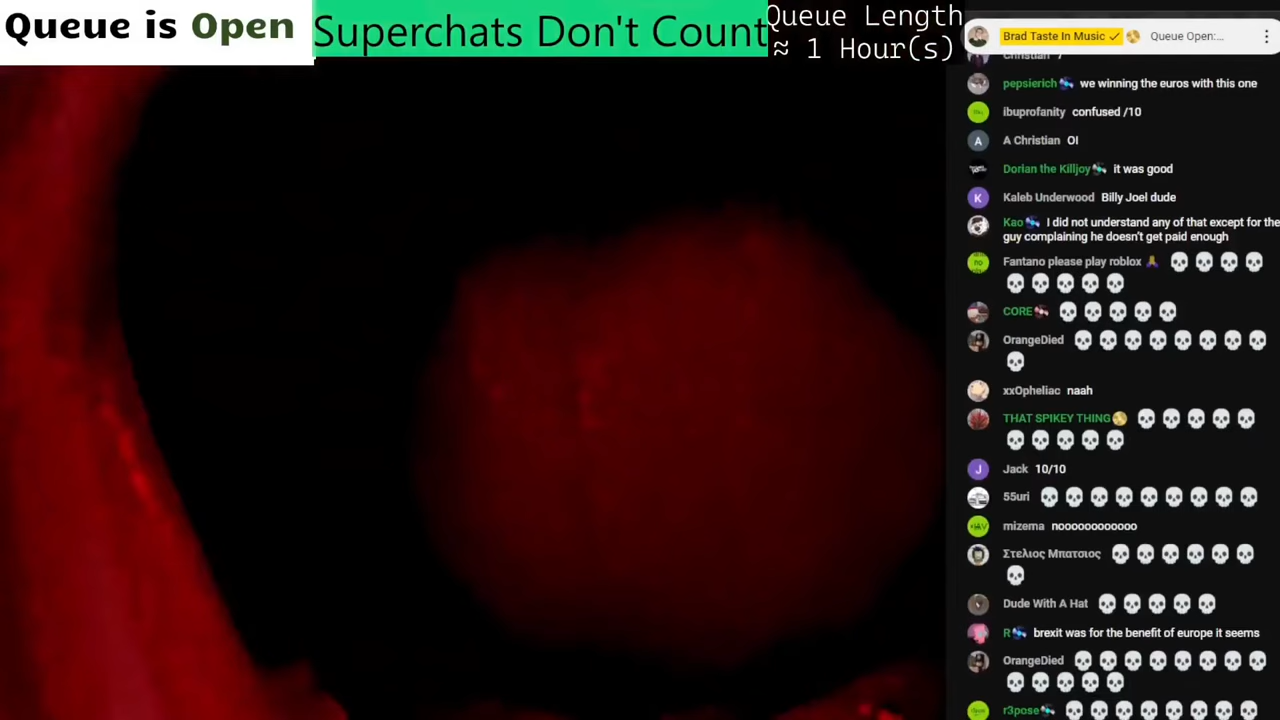 Queue is Open
Superchats Don't Count
Queue Length
≈ 1 Hour(s)
Brad Taste In Music ✓ Queue Open:...
Christian 7
pepsierich we winning the euros with this one
ibuprofanity confused /10
A Christian OI
Dorian the Killjoy it was good
Kaleb Underwood Billy Joel dude
Kao I did not understand any of that except for the
guy complaining he doesn't get paid enough
Fantano please play roblox 🙏 💀💀💀💀
💀💀💀💀💀
CORE 💀💀💀💀💀
OrangeDied 💀💀💀💀💀💀💀💀
💀
xxOpheliac naah
THAT SPIKEY THING 💀💀💀💀💀
💀💀💀💀💀
Jack 10/10
55uri 💀💀💀💀💀💀💀💀💀
mizema noooooooooooo
Στελιος Μπατσιος 💀💀💀💀💀💀
💀
Dude With A Hat 💀💀💀💀💀
R brexit was for the benefit of europe it seems
OrangeDied 💀💀💀💀💀💀💀💀
💀💀💀💀💀
r3pose 💀💀💀💀💀💀💀💀